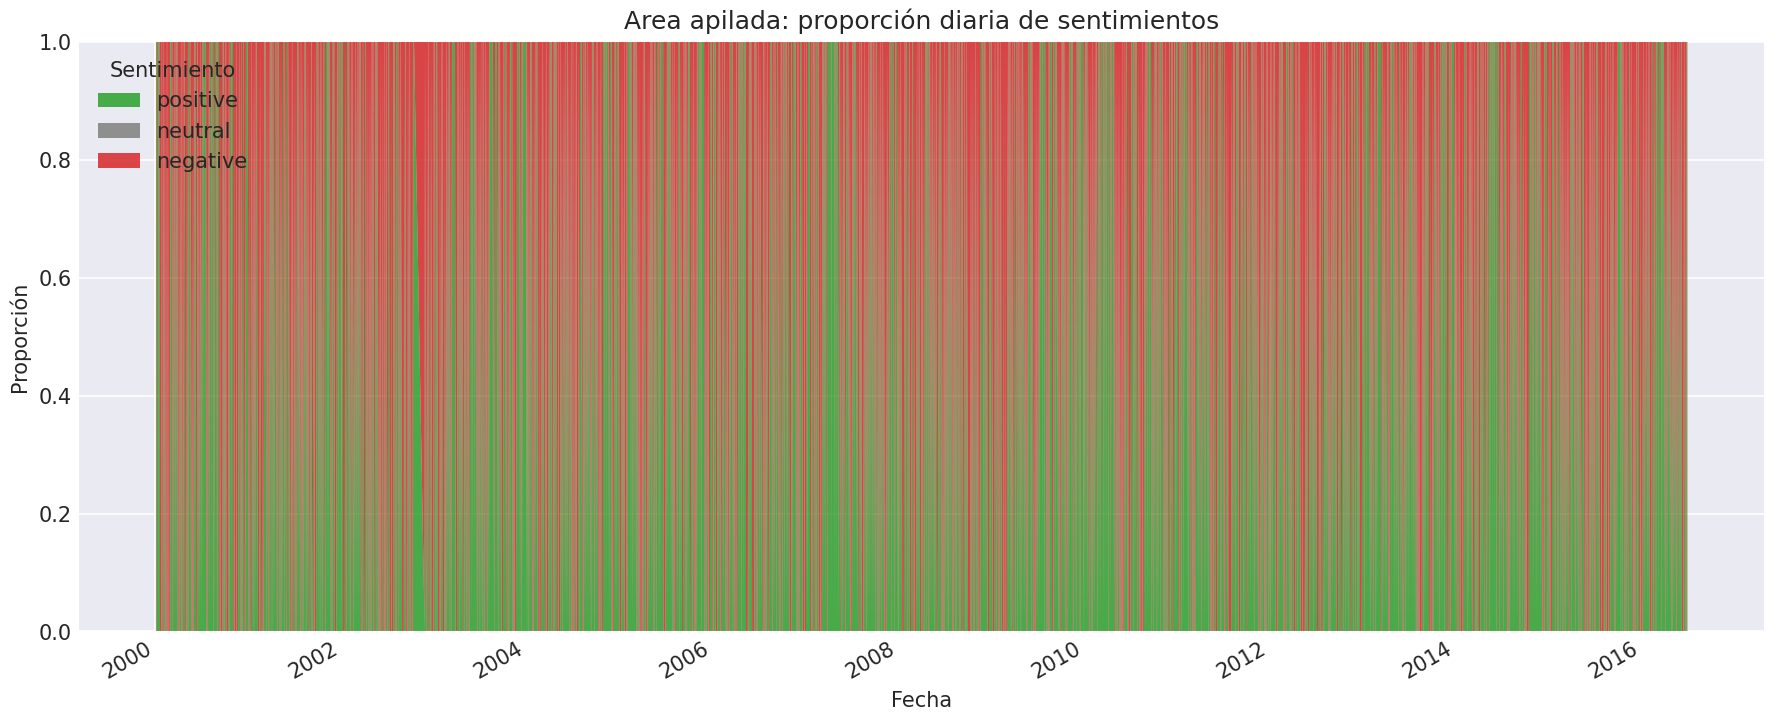 Area apilada: proporción diaria de sentimientos
1.0
0.8
0.6
0.4
0.2
0.0
Proporción
Sentimiento
positive
neutral
negative
2000
2002
2004
2006
2008
2010
2012
2014
2016
Fecha